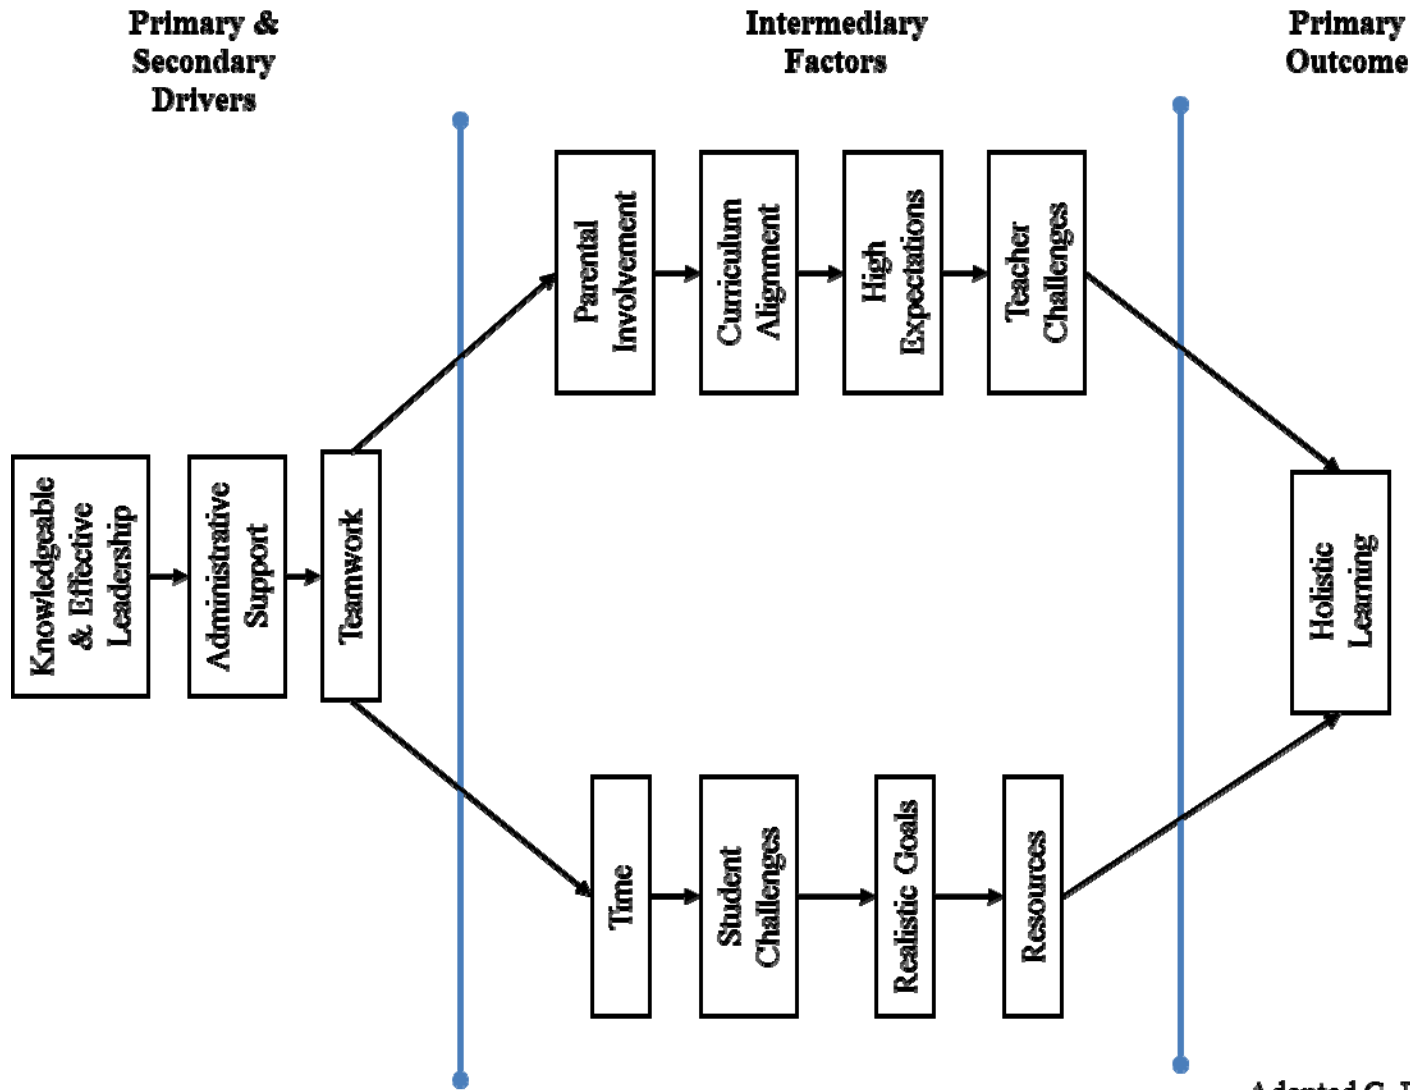 Primary &
Secondary
Drivers
Intermediary
Factors
Primary
Outcome
Knowledgeable
& Effective
Leadership
Administrative
Support
Teamwork
Parental
Involvement
Curriculum
Alignment
High
Expectations
Teacher
Challenges
Time
Student
Challenges
Realistic Goals
Resources
Holistic
Learning